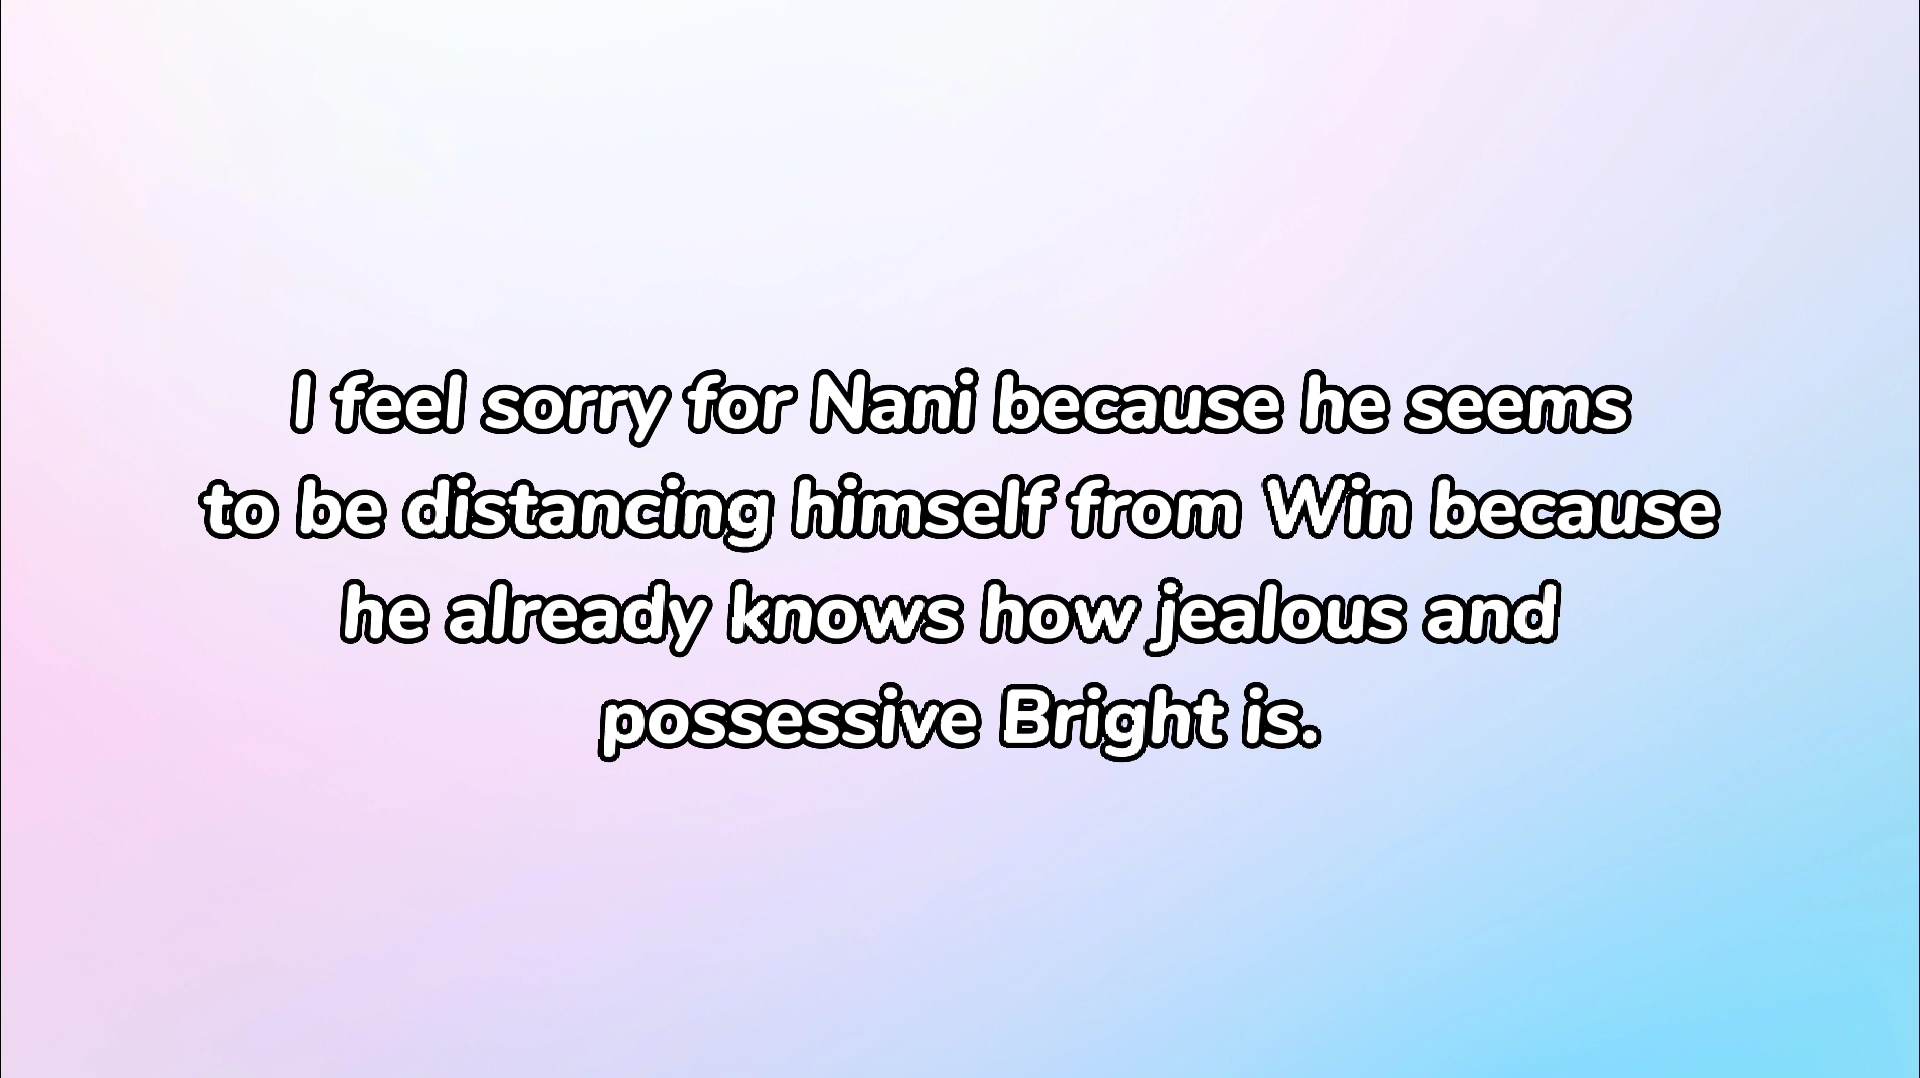 I feel sorry for Nani because he seems
to be distancing himself from Win because
he already knows how jealous and
possessive Bright is.